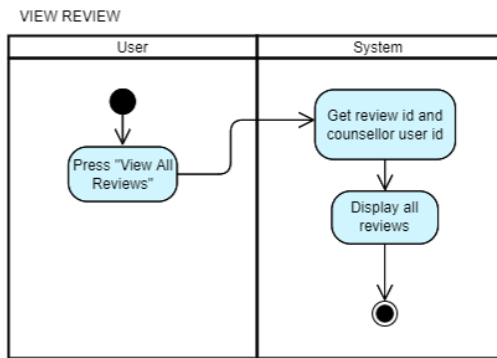 VIEW REVIEW
User
System
Press "View All
Reviews"
Get review id and
counsellor user id
Display all
reviews